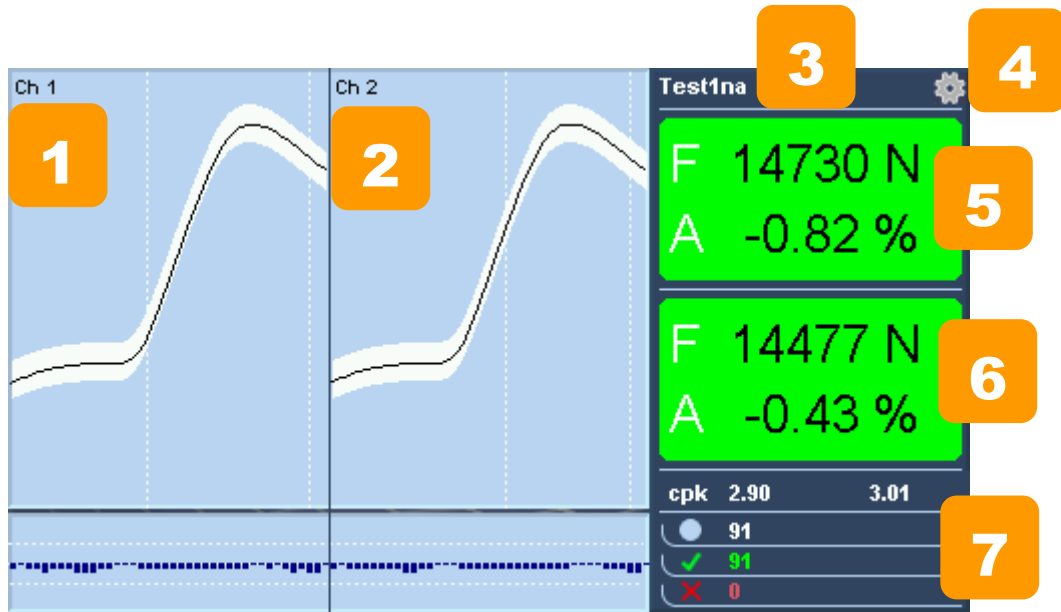 Ch 1
1
Ch 2
2
Test1na
3
4
F 14730 N
A -0.82 %
5
F 14477 N
A -0.43 %
6
cpk 2.90 3.01
91
91
0
7